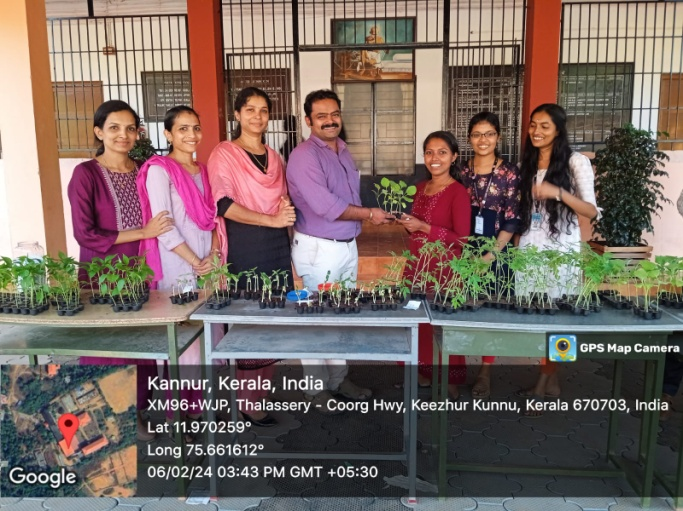 GPS Map Camera
Kannur, Kerala, India
XM96+WJP, Thalassery - Coorg Hwy, Keezhur Kunnu, Kerala 670703, India
Lat 11.970259°
Long 75.661612°
06/02/24 03:43 PM GMT +05:30
Google